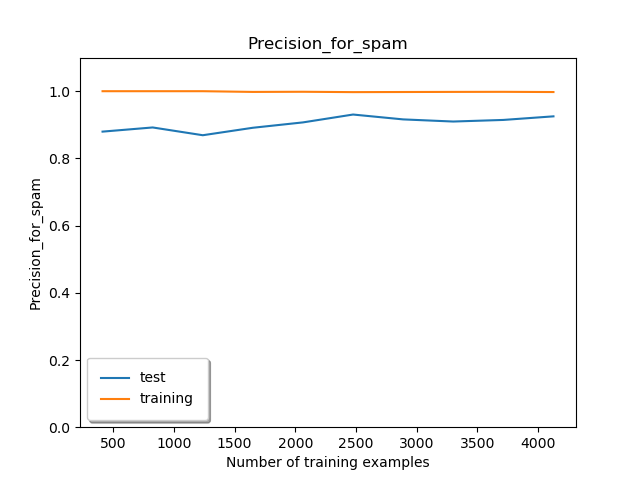 Precision_for_spam
Precision_for_spam
1.0
0.8
0.6
0.4
0.2
0.0
test
training
500 1000 1500 2000 2500 3000 3500 4000
Number of training examples